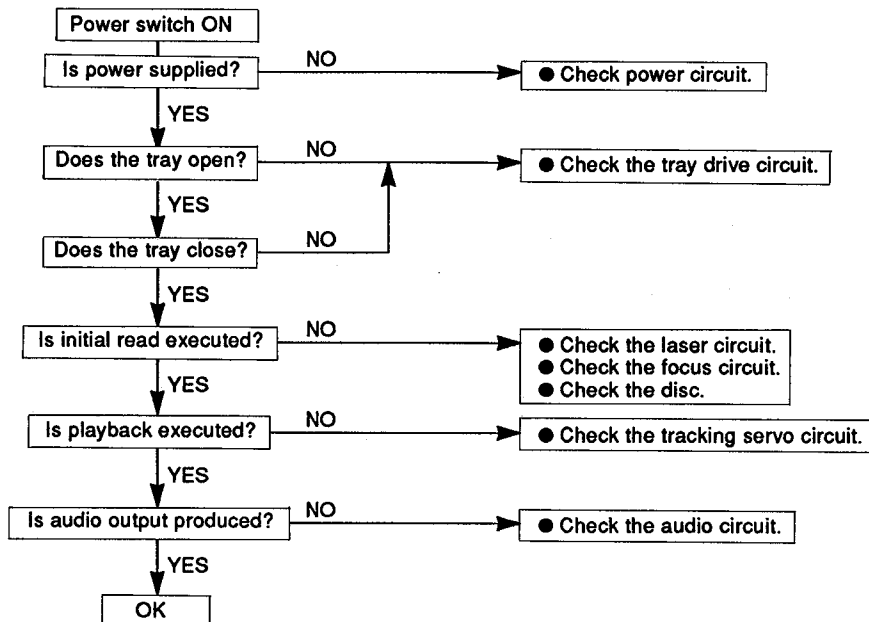 Power switch ON
Is power supplied?
NO
● Check power circuit.
YES
Does the tray open?
NO
● Check the tray drive circuit.
YES
Does the tray close?
NO
YES
Is initial read executed?
NO
● Check the laser circuit.
● Check the focus circuit.
● Check the disc.
YES
Is playback executed?
NO
● Check the tracking servo circuit.
YES
Is audio output produced?
NO
● Check the audio circuit.
YES
OK